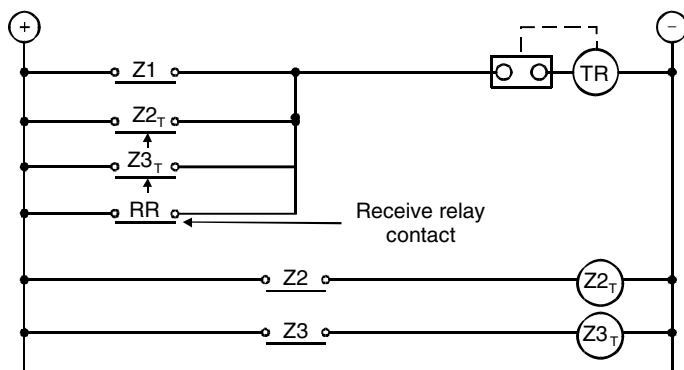 + −
Z1 TR
Z2T
Z3T
RR
Receive relay
contact
Z2 Z2T
Z3 Z3T